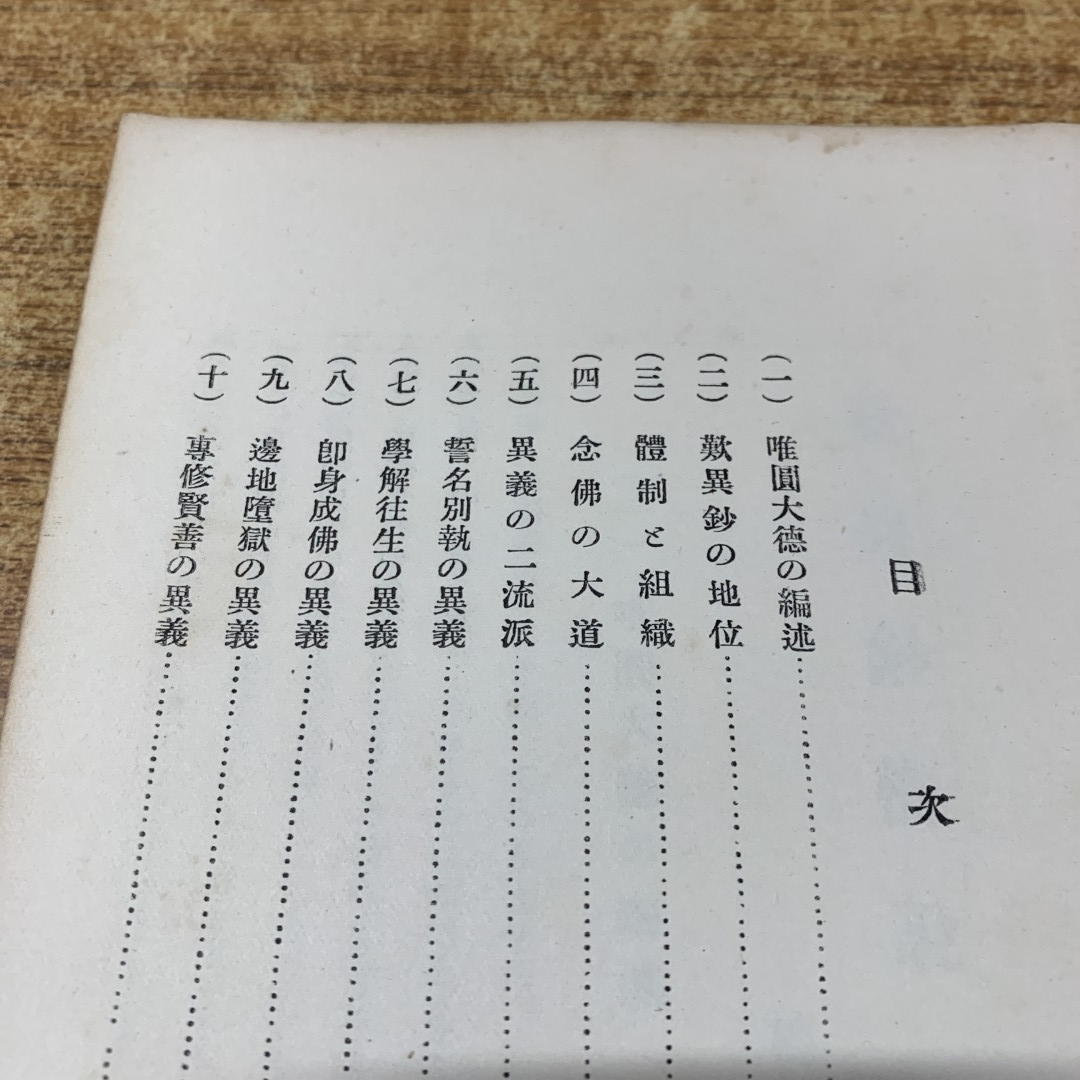 目次
(一) 唯圓大德の編述
(二) 歎異鈔の地位
(三) 體制と組織
(四) 念佛の大道
(五) 異義の二流派
(六) 誓名別執の異義
(七) 學解往生の異義
(八) 卽身成佛の異義
(九) 邊地墮獄の異義
(十) 專修賢善の異義